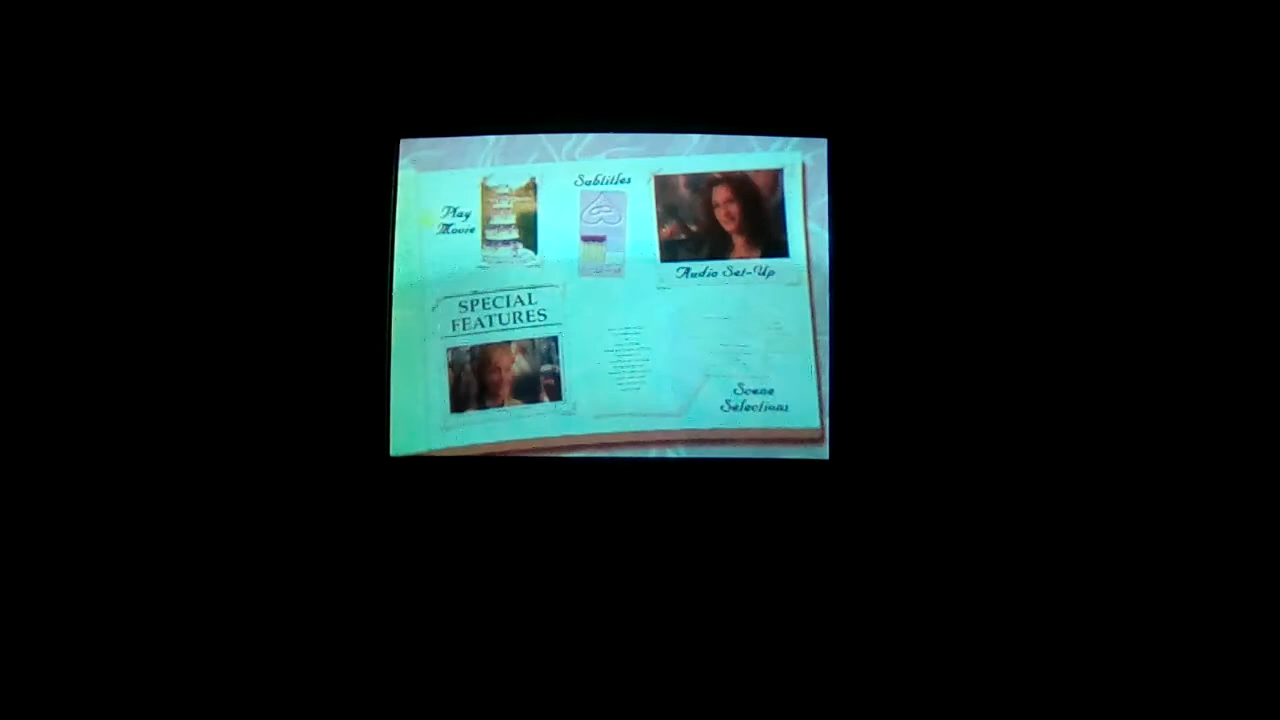 Subtitles
Play
Movie
Audio Set-Up
SPECIAL
FEATURES
Scene
Selections